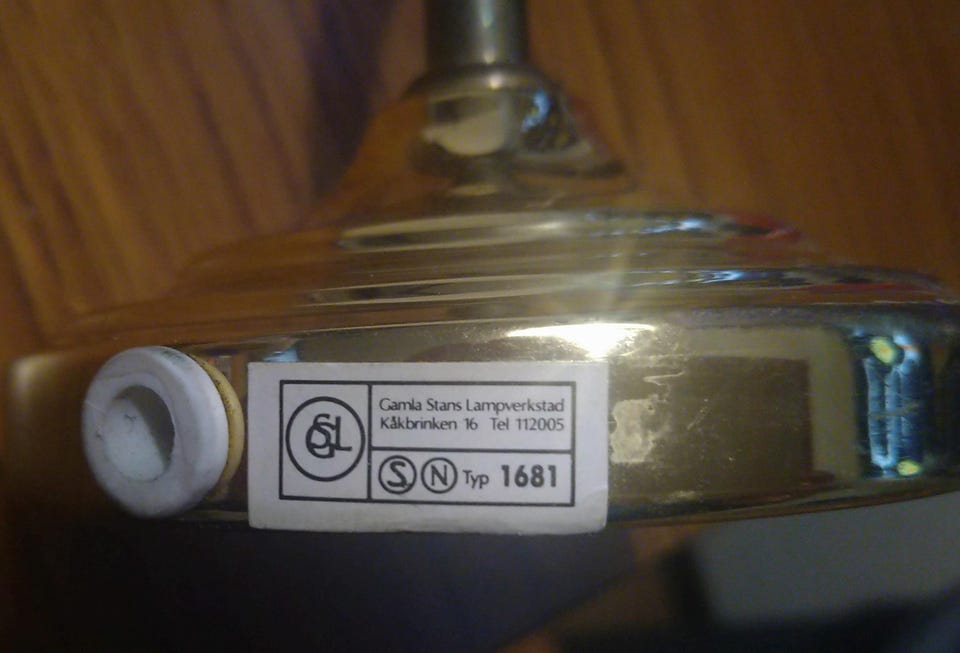 GSL
Gamla Stans Lampverkstad
Kåkbrinken 16 Tel 112005
S N Typ 1681